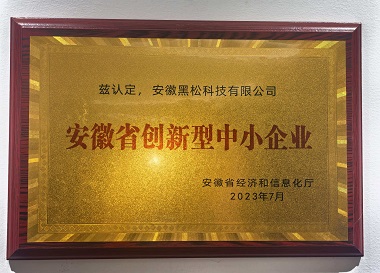 兹认定，安徽黑松科技有限公司
安徽省创新型中小企业
安徽省经济和信息化厅
2023年7月